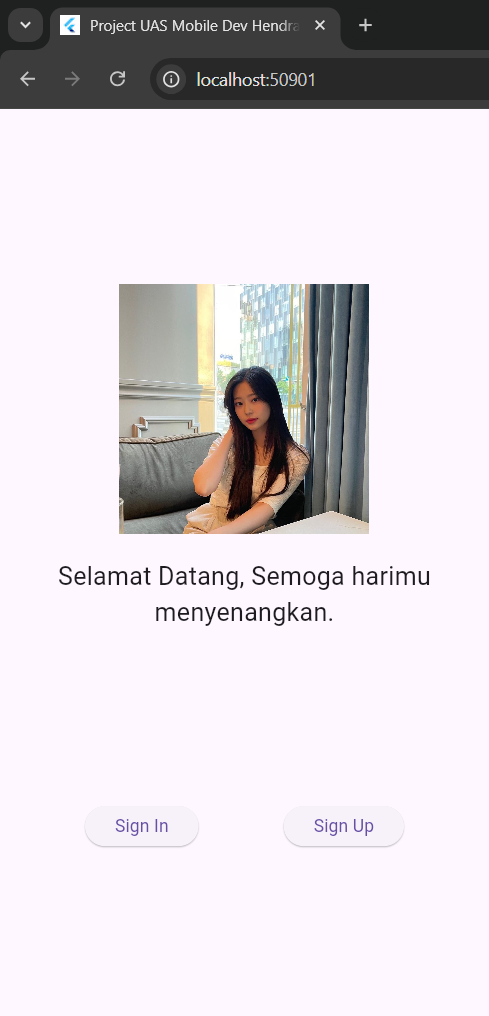 Project UAS Mobile Dev Hendra
localhost:50901
Selamat Datang, Semoga harimu
menyenangkan.
Sign In
Sign Up